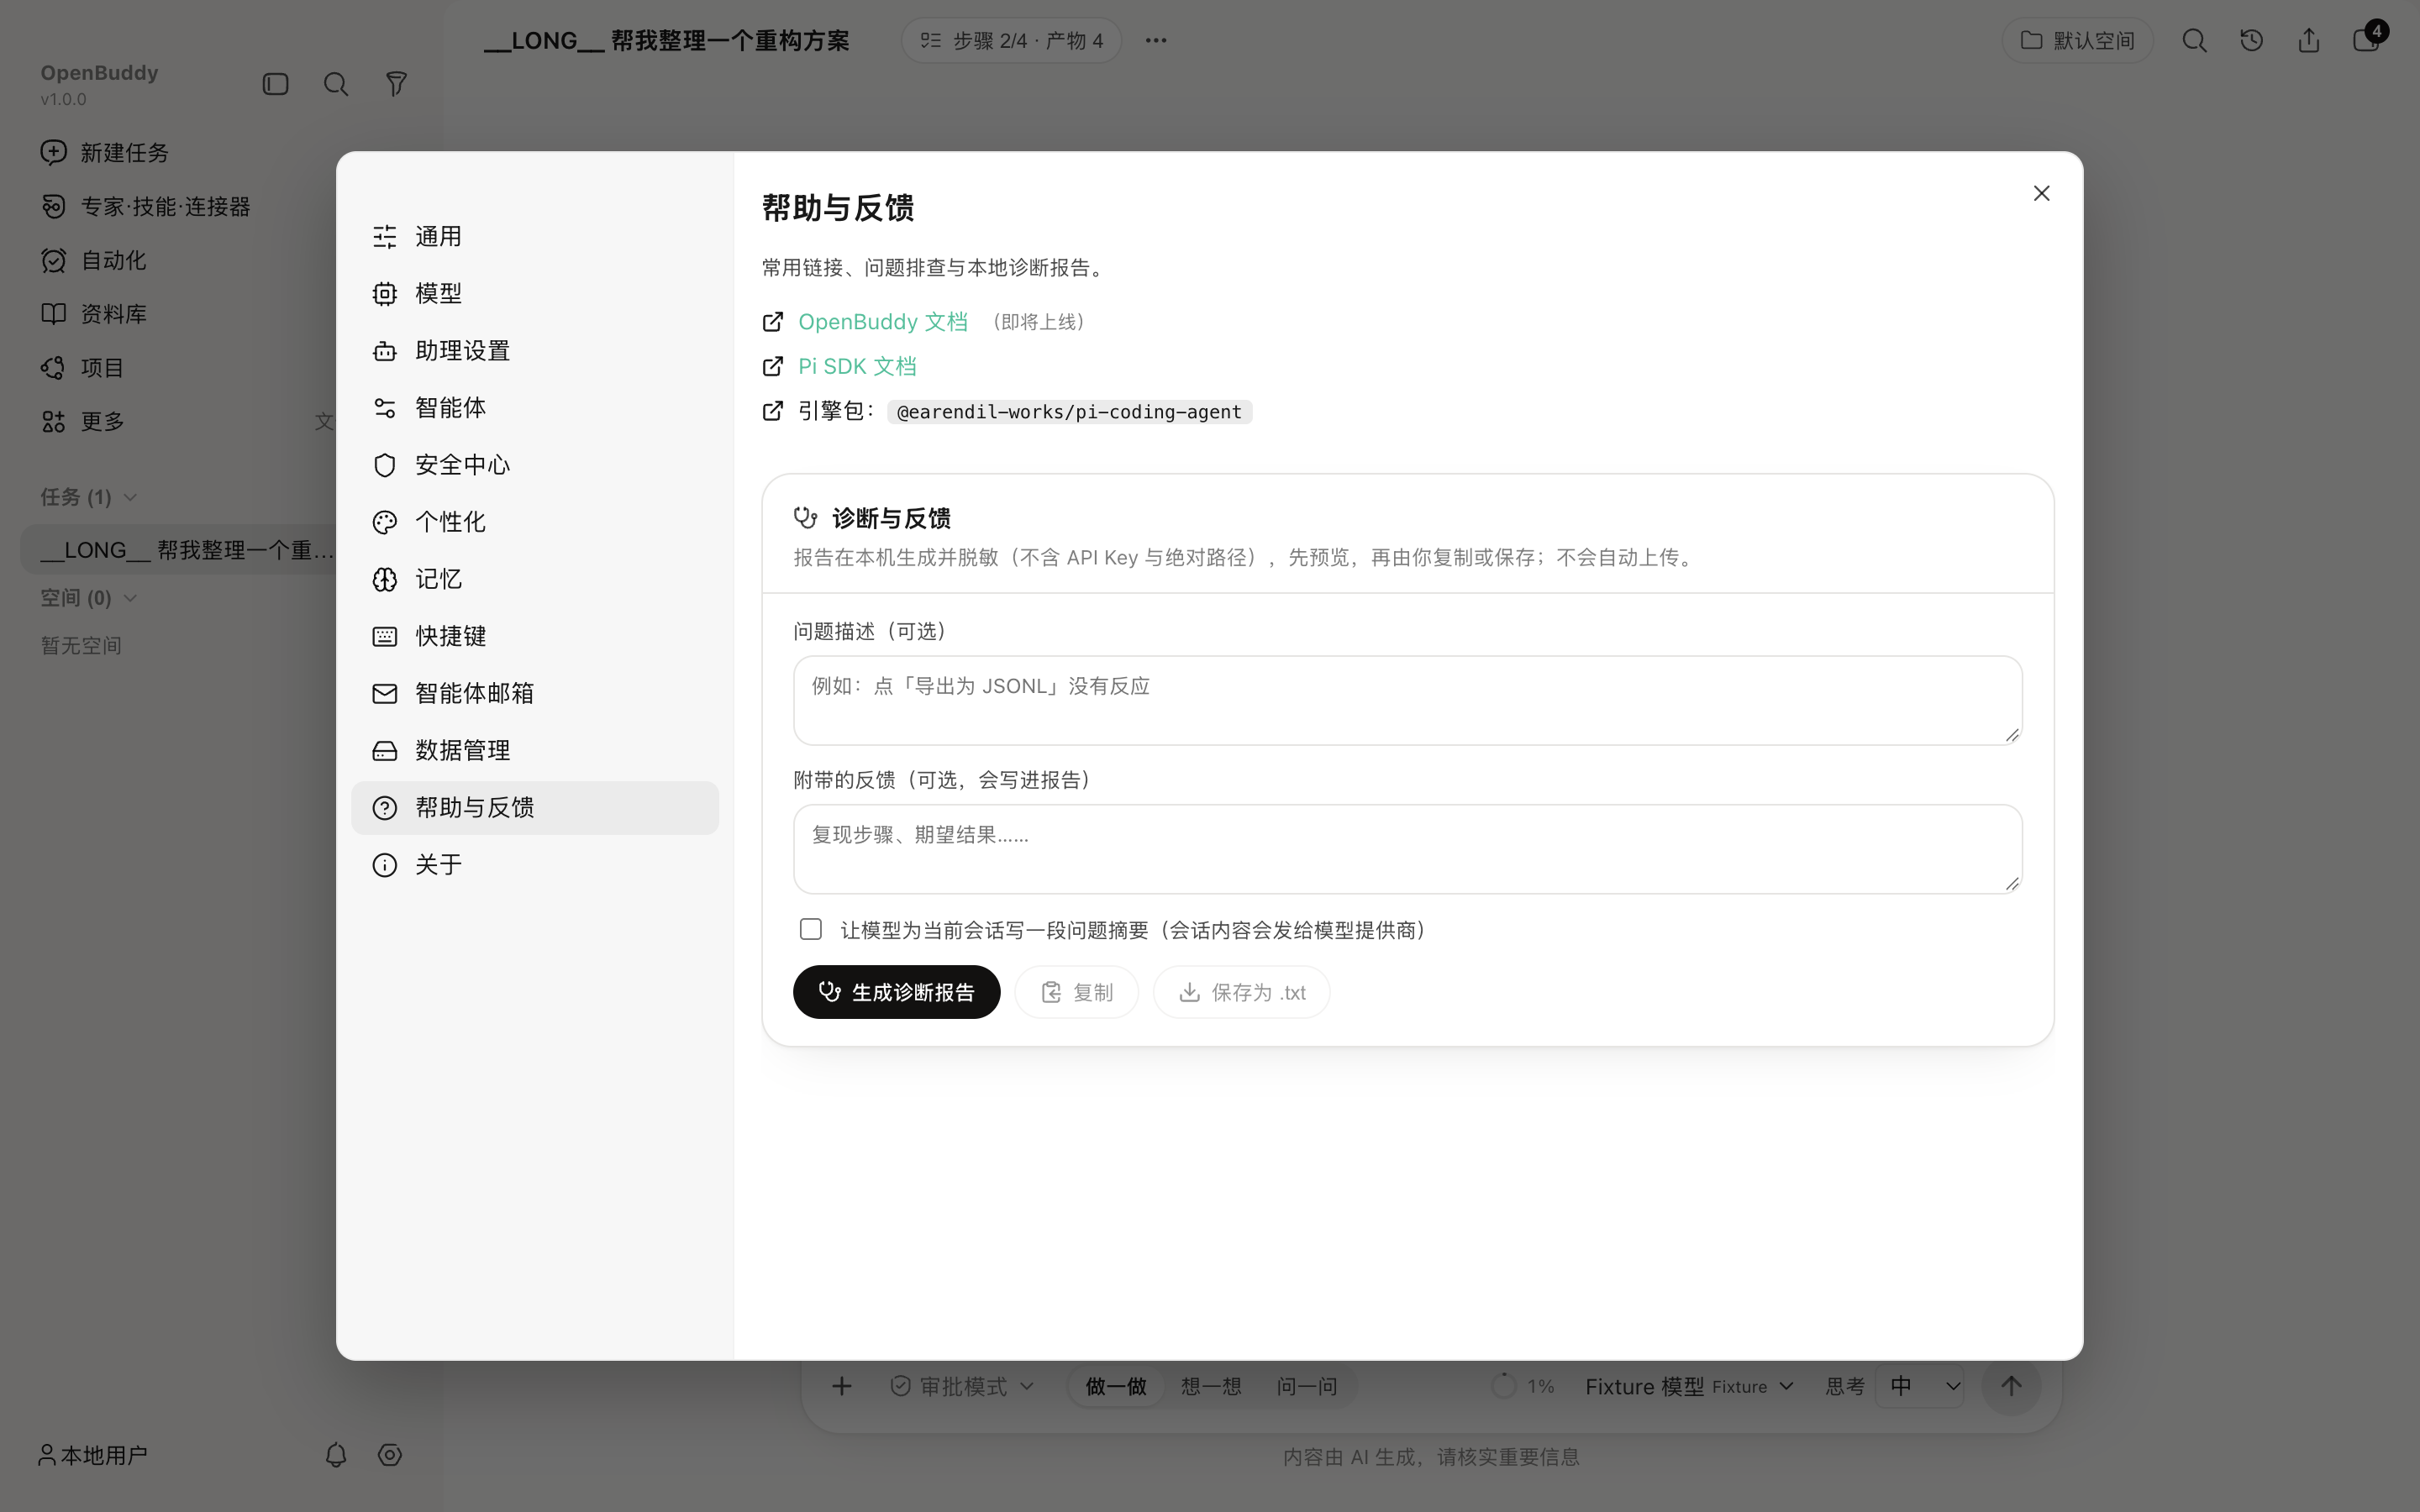 OpenBuddy
v1.0.0
新建任务
专家·技能·连接器
自动化
资料库
项目
更多
文
任务 (1)
__LONG__ 帮我整理一个重...
空间 (0)
暂无空间
本地用户
__LONG__ 帮我整理一个重构方案
步骤 2/4 · 产物 4
默认空间
4
通用
模型
助理设置
智能体
安全中心
个性化
记忆
快捷键
智能体邮箱
数据管理
帮助与反馈
关于
帮助与反馈
常用链接、问题排查与本地诊断报告。
OpenBuddy 文档 （即将上线）
Pi SDK 文档
引擎包： @earendil-works/pi-coding-agent
诊断与反馈
报告在本机生成并脱敏（不含 API Key 与绝对路径），先预览，再由你复制或保存；不会自动上传。
问题描述（可选）
例如：点「导出为 JSONL」没有反应
附带的反馈（可选，会写进报告）
复现步骤、期望结果……
让模型为当前会话写一段问题摘要（会话内容会发给模型提供商）
生成诊断报告 复制 保存为 .txt
审批模式 做一做 想一想 问一问 1% Fixture 模型 Fixture 思考 中
内容由 AI 生成，请核实重要信息